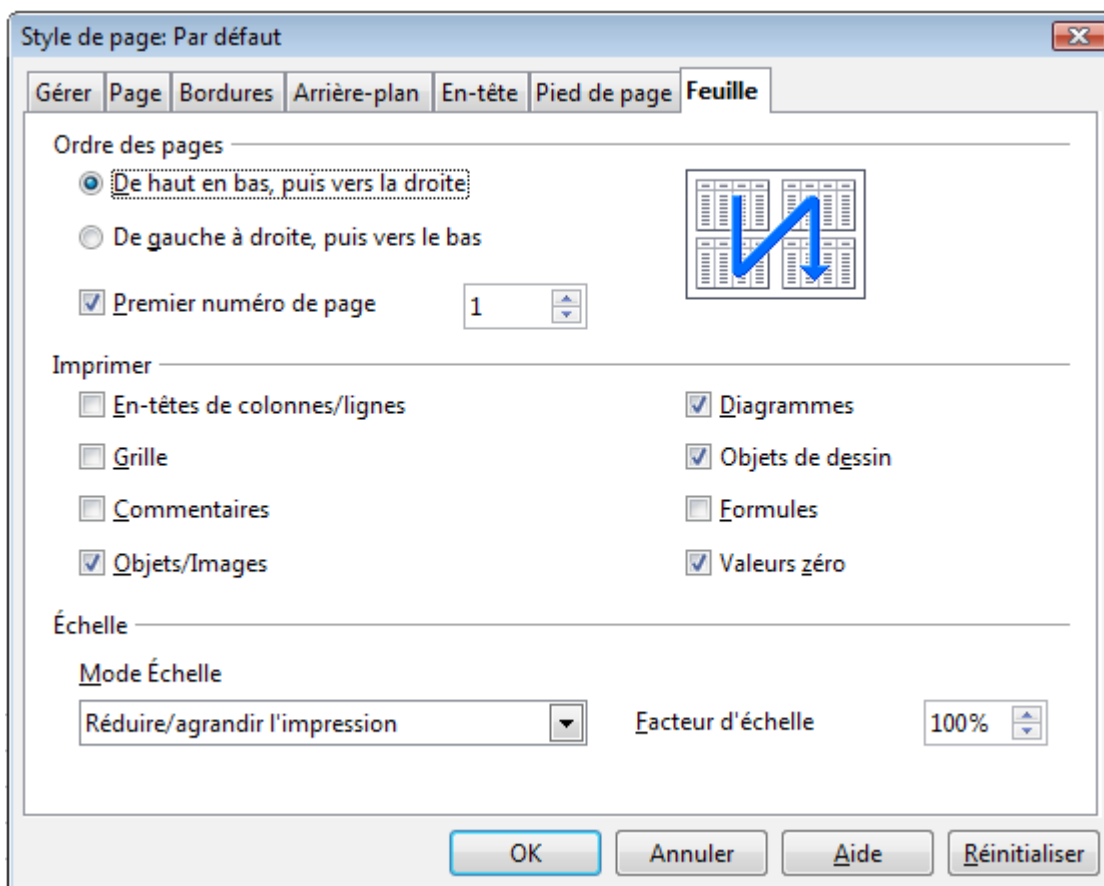 Style de page: Par défaut
Gérer Page Bordures Arrière-plan En-tête Pied de page Feuille
Ordre des pages
De haut en bas, puis vers la droite
De gauche à droite, puis vers le bas
Premier numéro de page 1
Imprimer
En-têtes de colonnes/lignes Diagrammes
Grille Objets de dessin
Commentaires Formules
Objets/Images Valeurs zéro
Échelle
Mode Échelle
Réduire/agrandir l'impression Facteur d'échelle 100%
OK Annuler Aide Réinitialiser